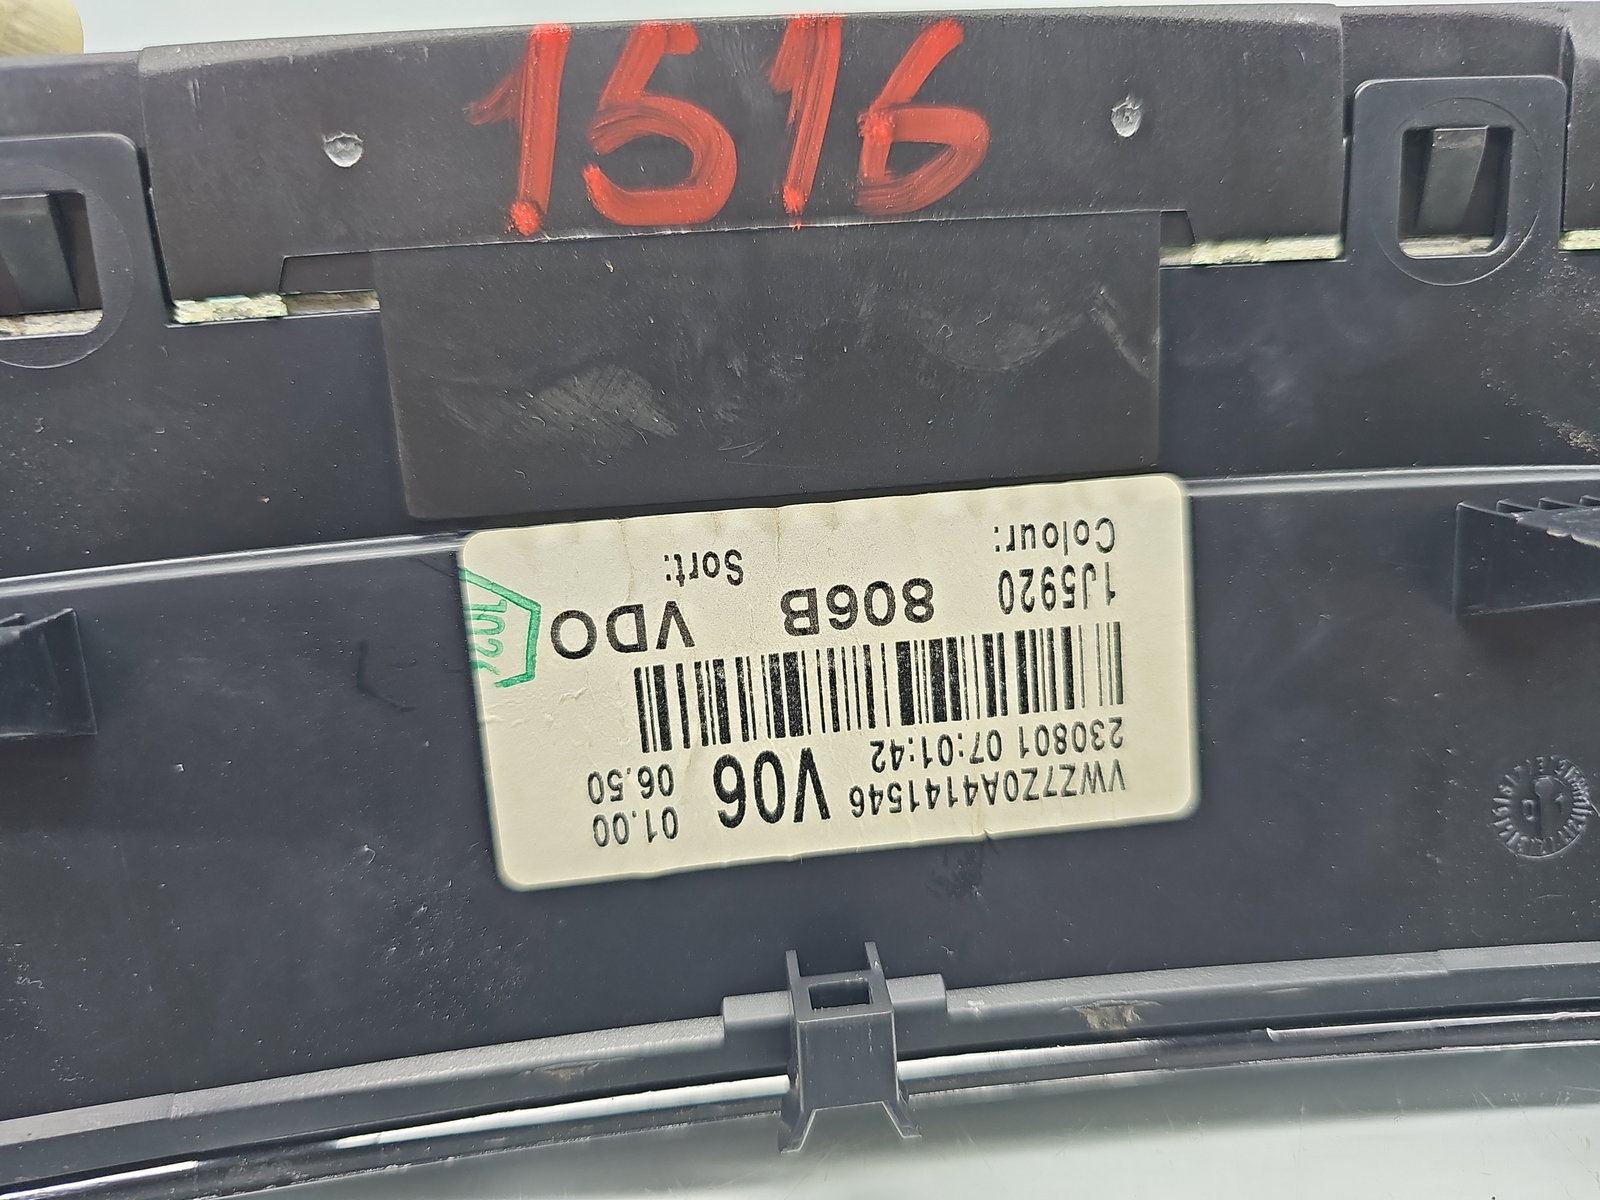 1516
VWZ7Z0A4141546 V06 01.00
230801 07:01:42 06.50
1J5920 806B VDO
Colour: Sort: